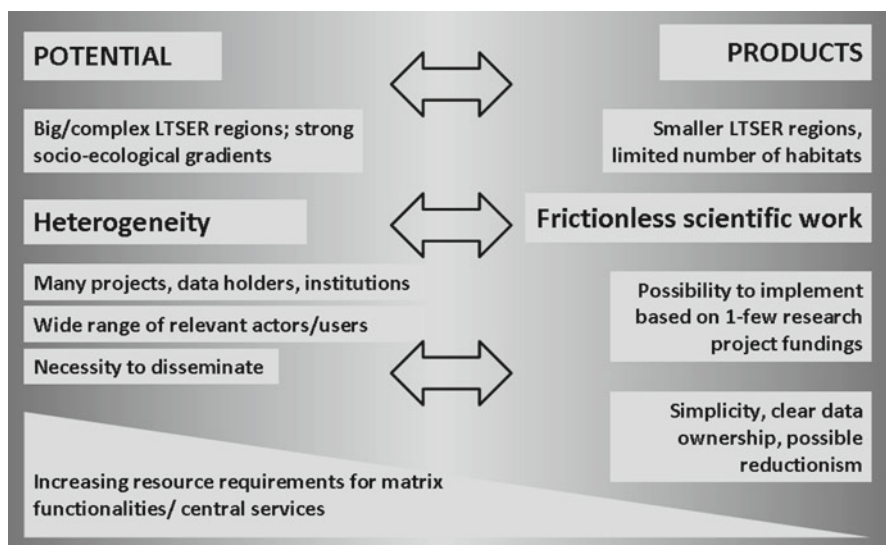 POTENTIAL
PRODUCTS
Big/complex LTSER regions; strong
socio-ecological gradients
Smaller LTSER regions,
limited number of habitats
Heterogeneity
Frictionless scientific work
Many projects, data holders, institutions
Wide range of relevant actors/users
Necessity to disseminate
Possibility to implement
based on 1-few research
project fundings
Simplicity, clear data
ownership, possible
reductionism
Increasing resource requirements for matrix
functionalities/ central services